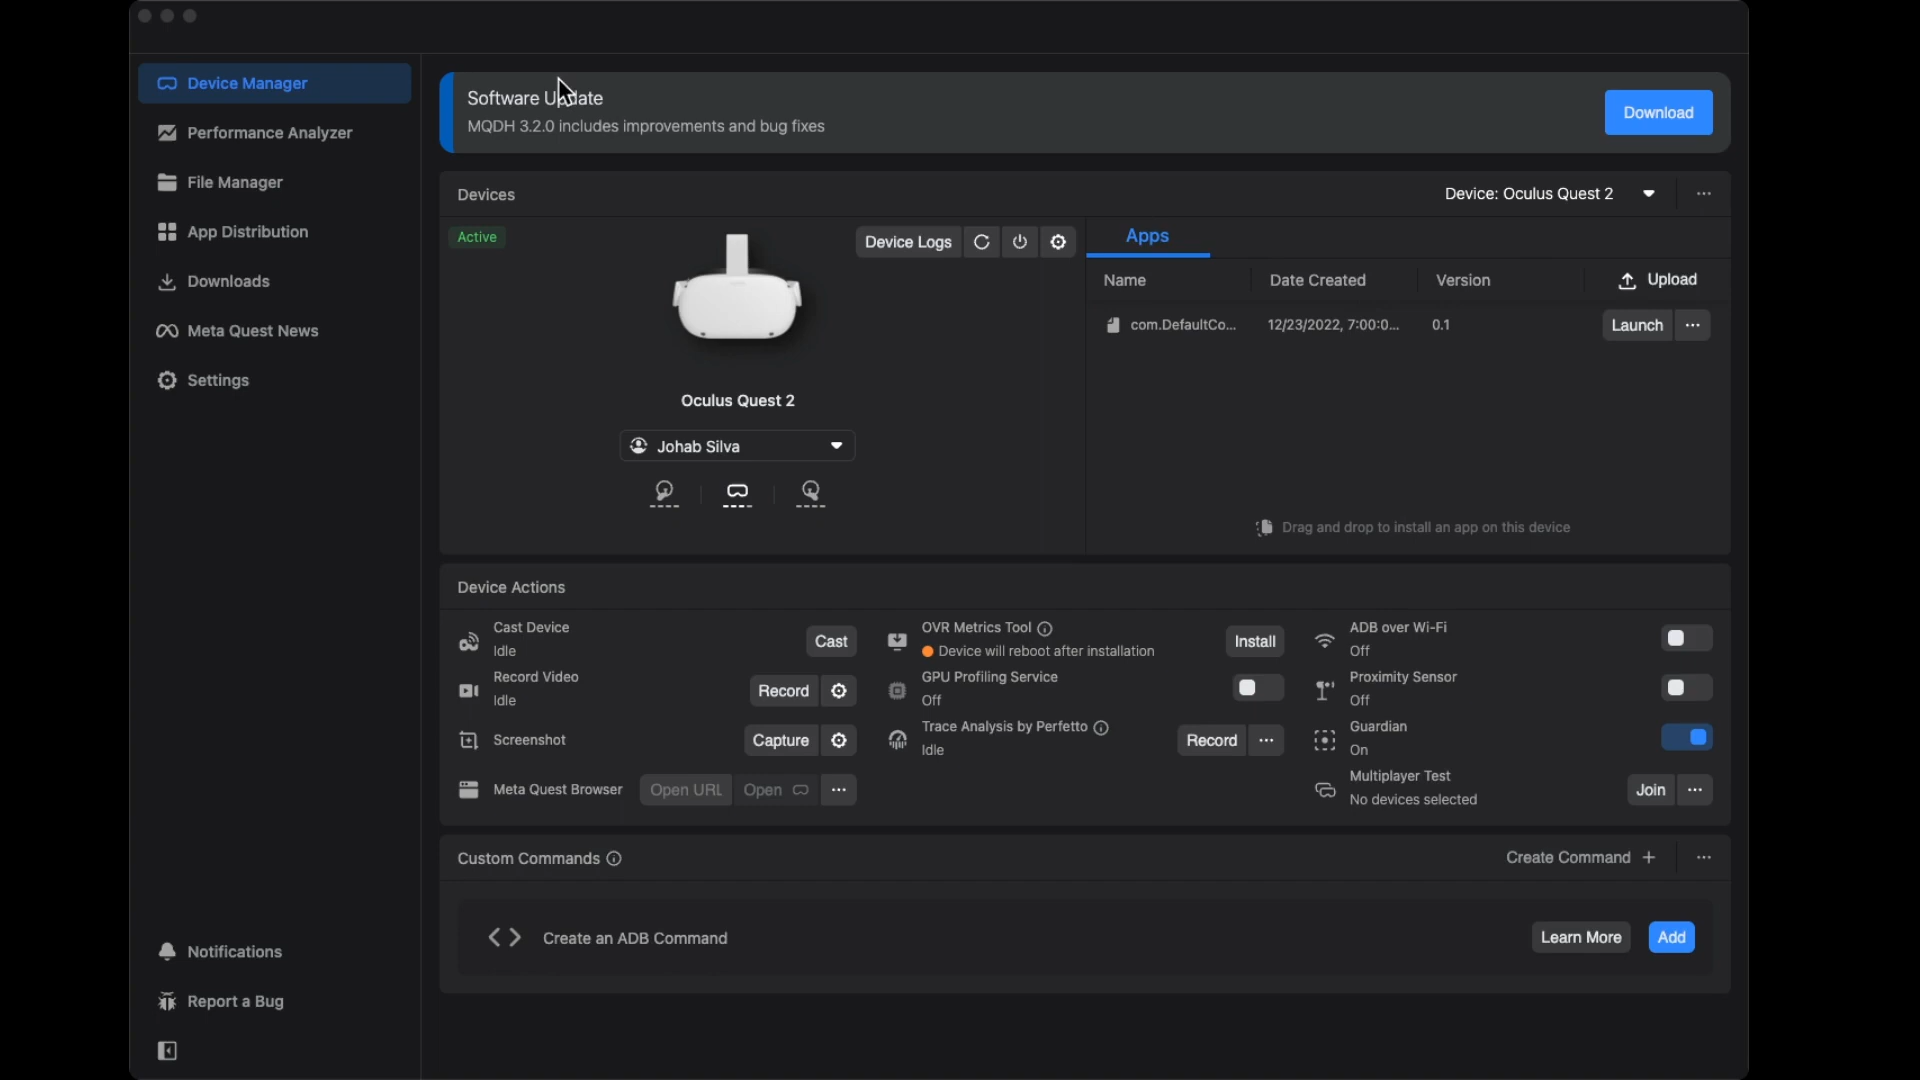 Device Manager
Performance Analyzer
File Manager
App Distribution
Downloads
Meta Quest News
Settings
Notifications
Report a Bug
Software Update
MQDH 3.2.0 includes improvements and bug fixes
Download
Devices
Device: Oculus Quest 2
...
Active
Device Logs
Oculus Quest 2
Johab Silva
Apps
Name Date Created Version Upload
com.DefaultCo... 12/23/2022, 7:00:0... 0.1 Launch ...
Drag and drop to install an app on this device
Device Actions
Cast Device
Idle
Cast
Record Video
Idle
Record
Screenshot
Capture
Meta Quest Browser
Open URL
Open
...
OVR Metrics Tool
Device will reboot after installation
Install
GPU Profiling Service
Off
Trace Analysis by Perfetto
Idle
Record
...
ADB over Wi-Fi
Off
Proximity Sensor
Off
Guardian
On
Multiplayer Test
No devices selected
Join
...
Custom Commands
Create Command +
...
Create an ADB Command
Learn More
Add